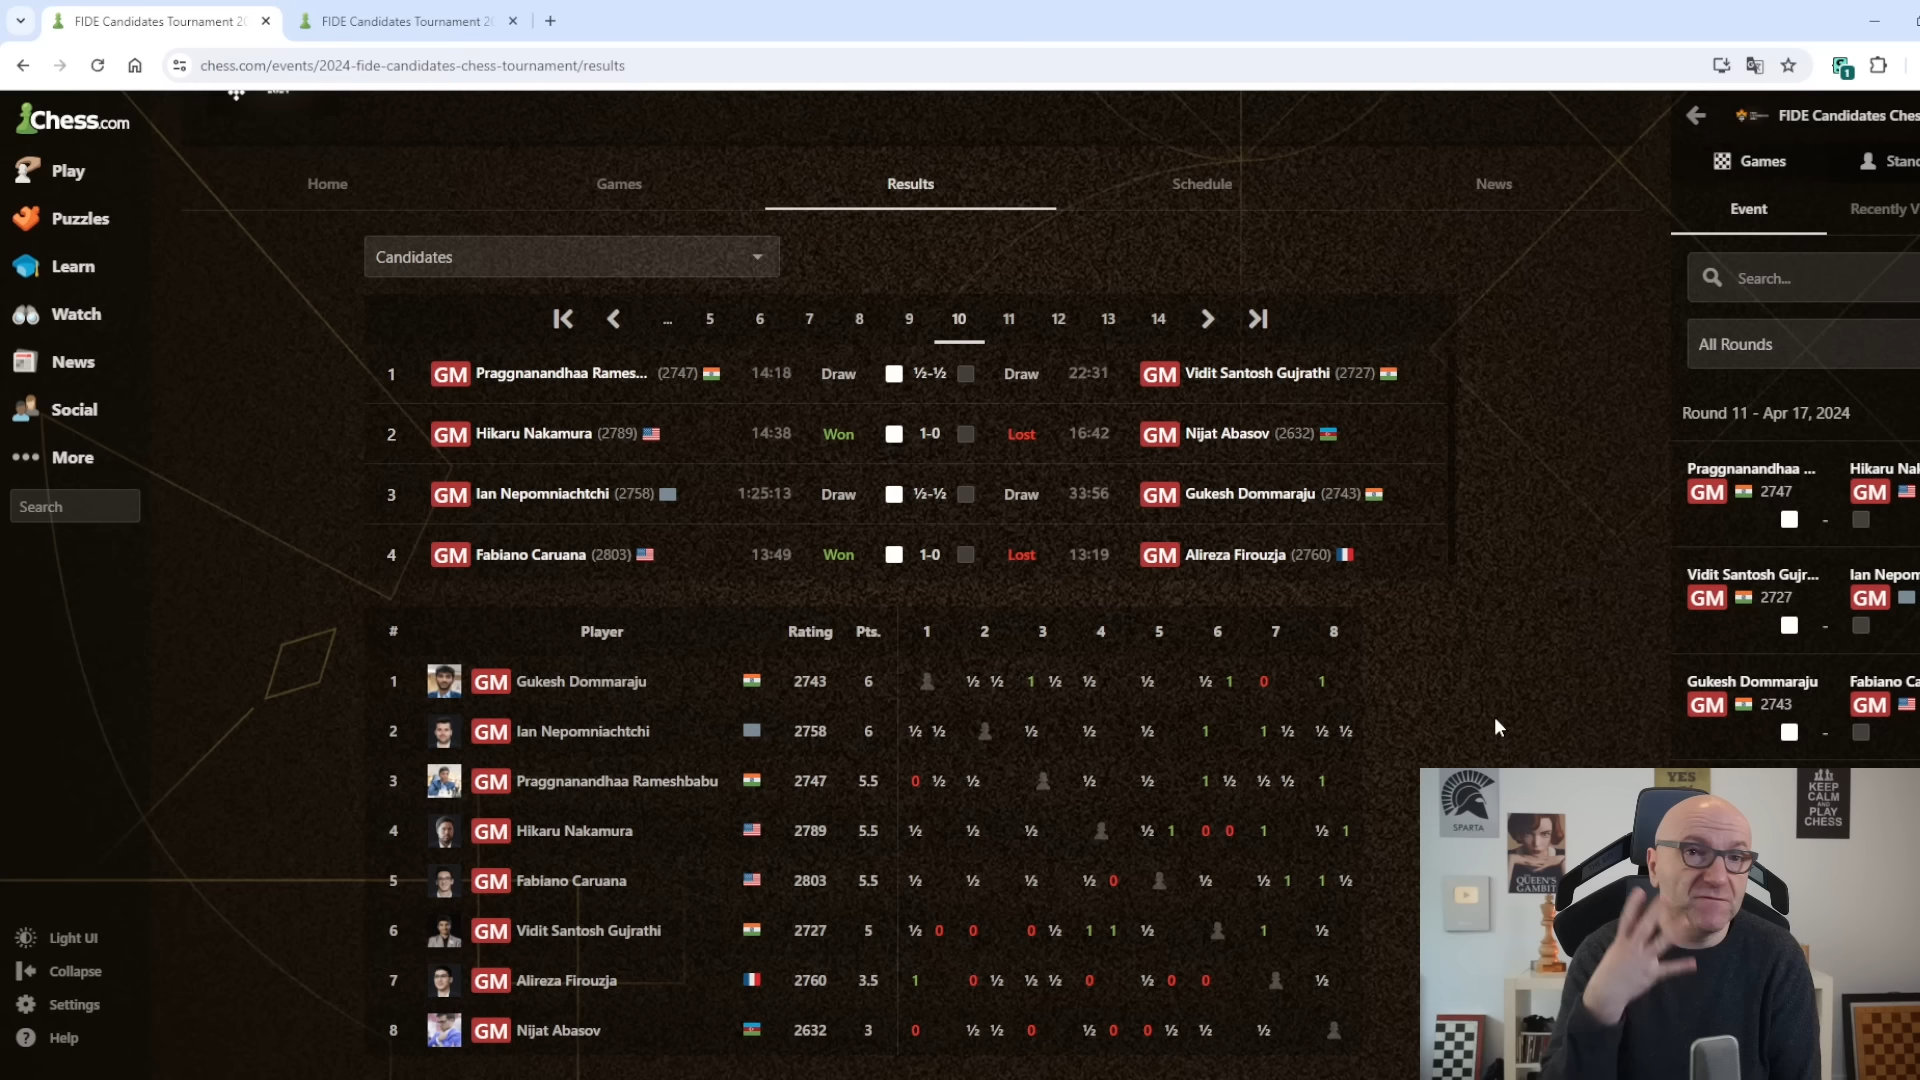 FIDE Candidates Tournament 20
FIDE Candidates Tournament 20
chess.com/events/2024-fide-candidates-chess-tournament/results
1
Chess.com
Play
Puzzles
Learn
Watch
News
Social
More
Search
Light UI
Collapse
Settings
Help
Home Games Results Schedule News
Candidates
... 5 6 7 8 9 10 11 12 13 14
1 GM Praggnanandhaa Rames... (2747) 14:18 Draw ½-½ Draw 22:31 GM Vidit Santosh Gujrathi (2727)
2 GM Hikaru Nakamura (2789) 14:38 Won 1-0 Lost 16:42 GM Nijat Abasov (2632)
3 GM Ian Nepomniachtchi (2758) 1:25:13 Draw ½-½ Draw 33:56 GM Gukesh Dommaraju (2743)
4 GM Fabiano Caruana (2803) 13:49 Won 1-0 Lost 13:19 GM Alireza Firouzja (2760)
# Player Rating Pts. 1 2 3 4 5 6 7 8
1 GM Gukesh Dommaraju 2743 6 ½ ½ 1 ½ ½ ½ ½ 1 0 1
2 GM Ian Nepomniachtchi 2758 6 ½ ½ ½ ½ ½ 1 1 ½ ½ ½
3 GM Praggnanandhaa Rameshbabu 2747 5.5 0 ½ ½ ½ ½ 1 ½ ½ ½ 1
4 GM Hikaru Nakamura 2789 5.5 ½ ½ ½ ½ 1 0 0 1 ½ 1
5 GM Fabiano Caruana 2803 5.5 ½ ½ ½ ½ 0 ½ ½ 1 1 ½
6 GM Vidit Santosh Gujrathi 2727 5 ½ 0 0 0 ½ 1 1 ½ 1 ½
7 GM Alireza Firouzja 2760 3.5 1 0 ½ ½ ½ 0 ½ 0 0 ½
8 GM Nijat Abasov 2632 3 0 ½ ½ 0 ½ 0 0 ½ ½ ½
FIDE Candidates Ches
Games Stand
Event Recently V
Search...
All Rounds
Round 11 - Apr 17, 2024
Praggnanandhaa ... Hikaru Nak
GM 2747 GM
-
Vidit Santosh Gujr... Ian Nepom
GM 2727 GM
-
Gukesh Dommaraju Fabiano Ca
GM 2743 GM
-
SPARTA
THE QUEEN'S GAMBIT
YES
KEEP
CALM
AND
PLAY
CHESS